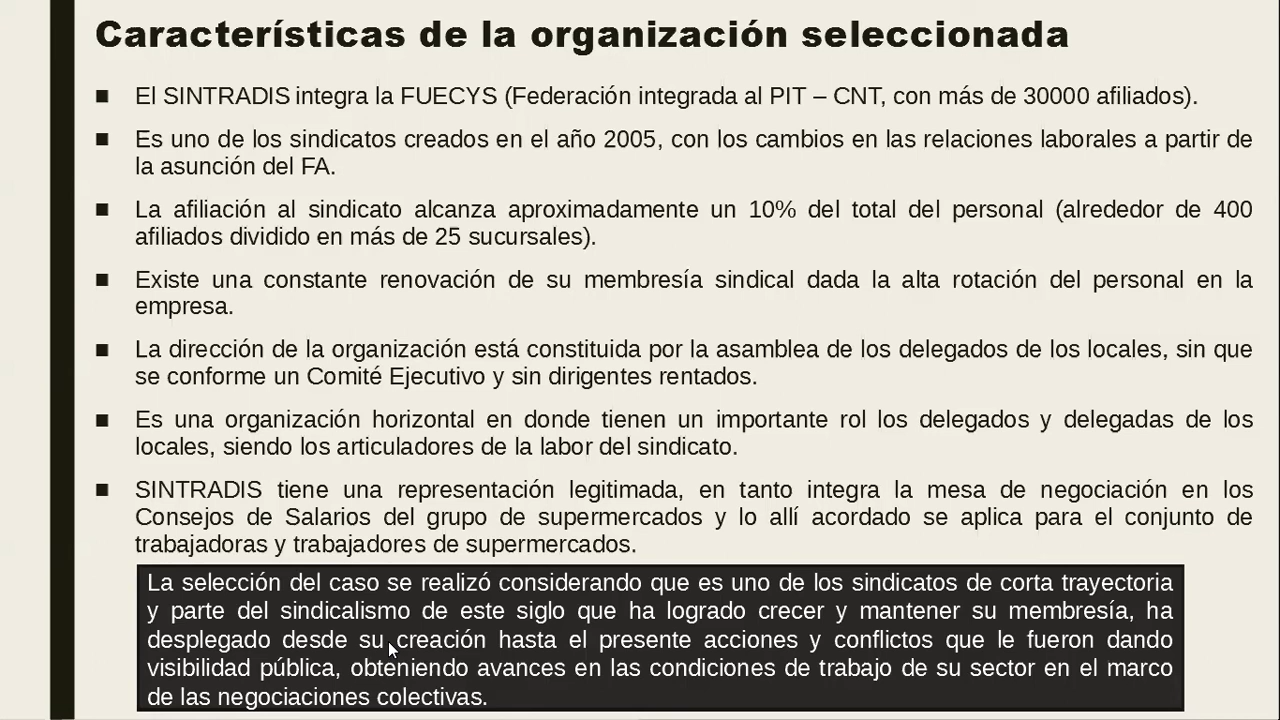 Características de la organización seleccionada
El SINTRADIS integra la FUECYS (Federación integrada al PIT – CNT, con más de 30000 afiliados).
Es uno de los sindicatos creados en el año 2005, con los cambios en las relaciones laborales a partir de
la asunción del FA.
La afiliación al sindicato alcanza aproximadamente un 10% del total del personal (alrededor de 400
afiliados dividido en más de 25 sucursales).
Existe una constante renovación de su membresía sindical dada la alta rotación del personal en la
empresa.
La dirección de la organización está constituida por la asamblea de los delegados de los locales, sin que
se conforme un Comité Ejecutivo y sin dirigentes rentados.
Es una organización horizontal en donde tienen un importante rol los delegados y delegadas de los
locales, siendo los articuladores de la labor del sindicato.
SINTRADIS tiene una representación legitimada, en tanto integra la mesa de negociación en los
Consejos de Salarios del grupo de supermercados y lo allí acordado se aplica para el conjunto de
trabajadoras y trabajadores de supermercados.
La selección del caso se realizó considerando que es uno de los sindicatos de corta trayectoria
y parte del sindicalismo de este siglo que ha logrado crecer y mantener su membresía, ha
desplegado desde su creación hasta el presente acciones y conflictos que le fueron dando
visibilidad pública, obteniendo avances en las condiciones de trabajo de su sector en el marco
de las negociaciones colectivas.